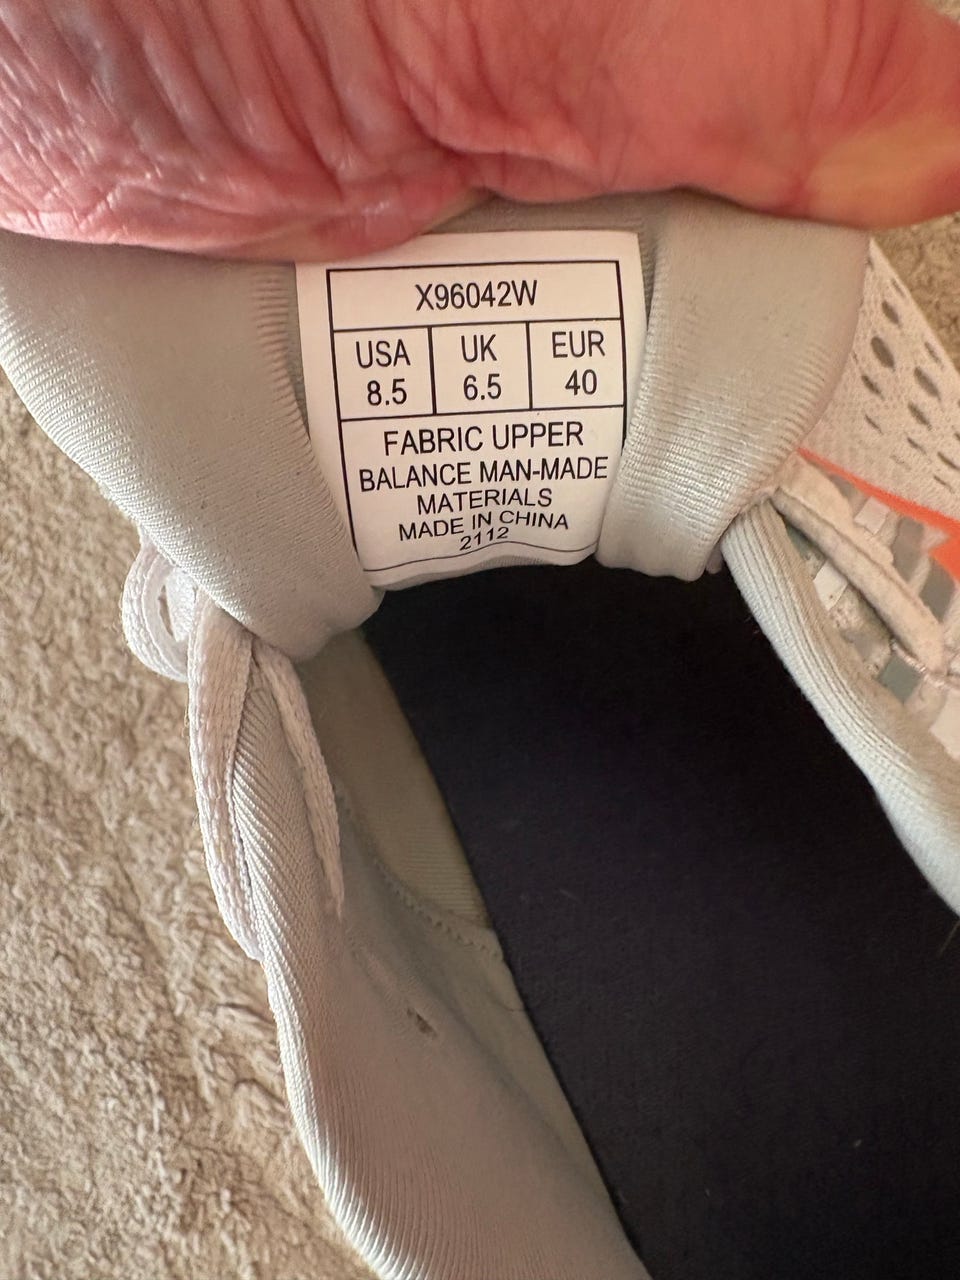 X96042W
USA UK EUR
8.5 6.5 40
FABRIC UPPER
BALANCE MAN-MADE
MATERIALS
MADE IN CHINA
2112